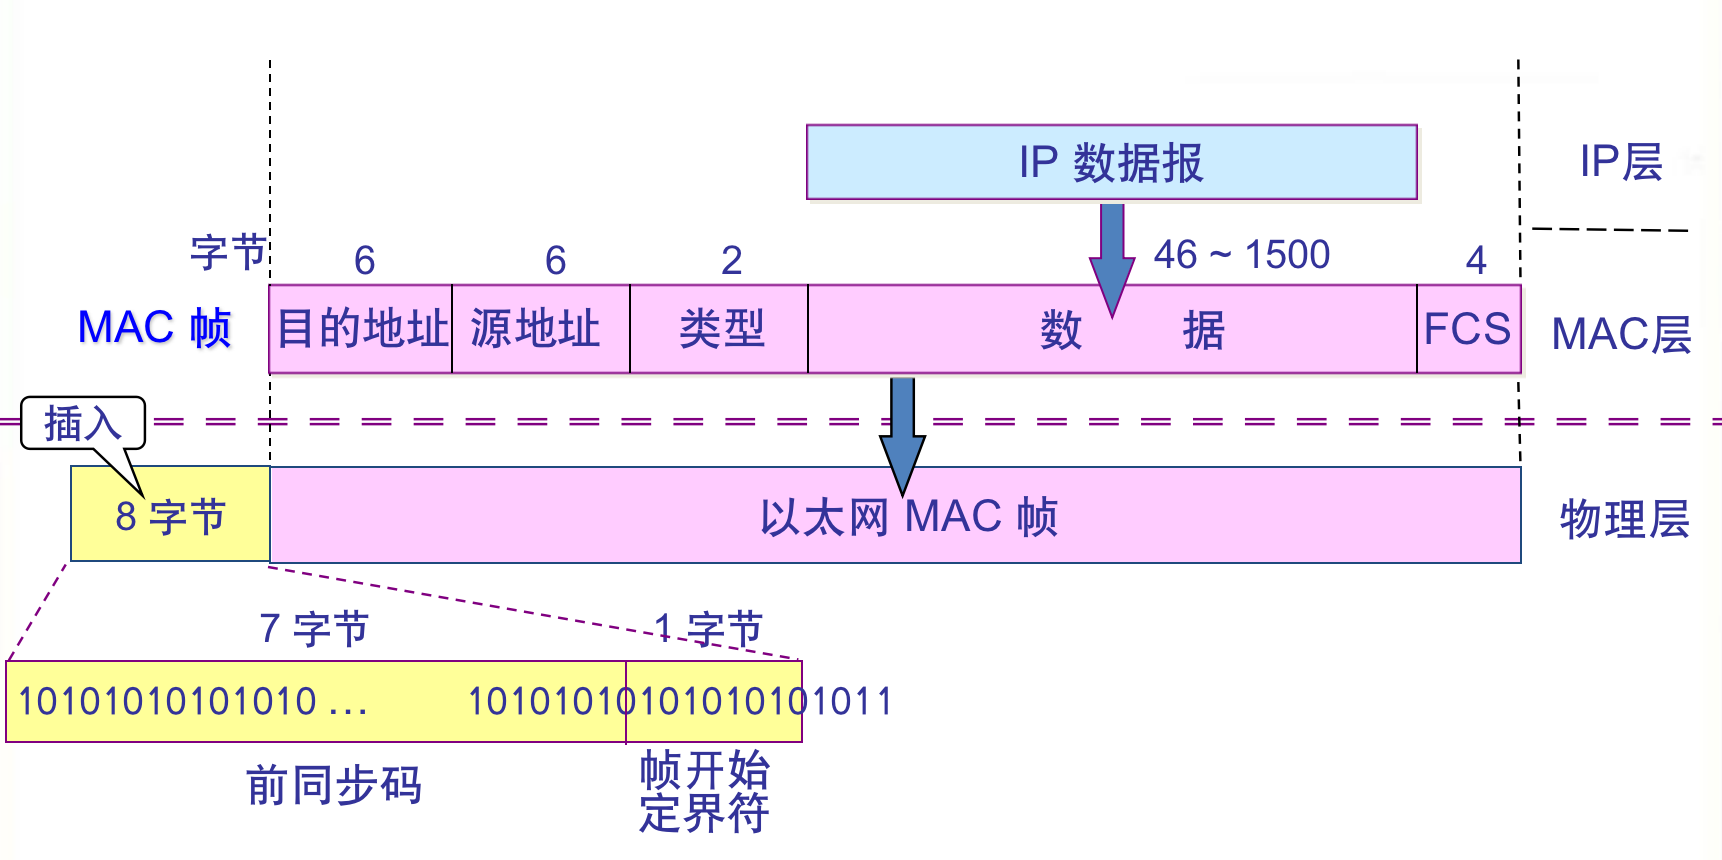 IP 数据报
IP层
字节
6
6
2
46 ~ 1500
4
MAC 帧
目的地址
源地址
类型
数 据
FCS
MAC层
插入
8 字节
以太网 MAC 帧
物理层
7 字节
1 字节
10101010101010 ... 10101010101010101011
前同步码
帧开始
定界符